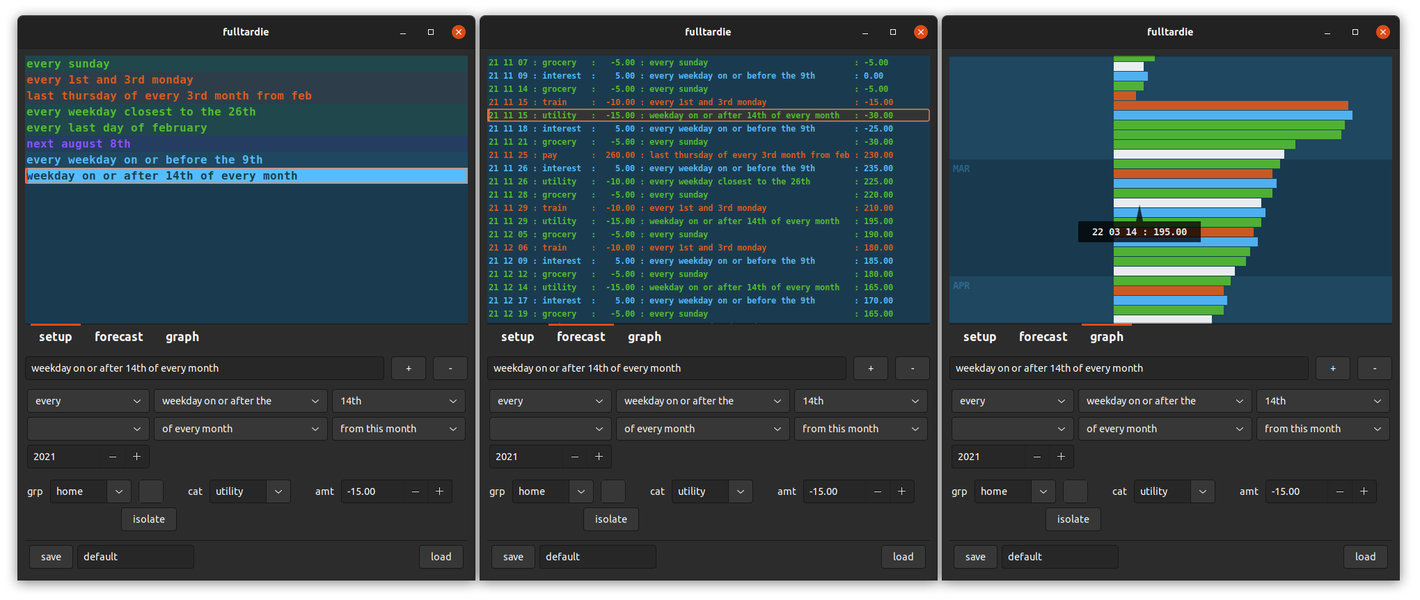 fulltardie
every sunday
every 1st and 3rd monday
last thursday of every 3rd month from feb
every weekday closest to the 26th
every last day of february
next august 8th
every weekday on or before the 9th
weekday on or after 14th of every month
setup forecast graph
weekday on or after 14th of every month + -
every weekday on or after the 14th
of every month from this month
2021 — +
grp home cat utility amt -15.00 — +
isolate
save default load
fulltardie
21 11 07 : grocery : -5.00 : every sunday : -5.00
21 11 09 : interest : 5.00 : every weekday on or before the 9th : 0.00
21 11 14 : grocery : -5.00 : every sunday : -5.00
21 11 15 : train : -10.00 : every 1st and 3rd monday : -15.00
21 11 15 : utility : -15.00 : weekday on or after 14th of every month : -30.00
21 11 18 : interest : 5.00 : every weekday on or before the 9th : -25.00
21 11 21 : grocery : -5.00 : every sunday : -30.00
21 11 25 : pay : 260.00 : last thursday of every 3rd month from feb : 230.00
21 11 26 : interest : 5.00 : every weekday on or before the 9th : 235.00
21 11 26 : utility : -10.00 : every weekday closest to the 26th : 225.00
21 11 28 : grocery : -5.00 : every sunday : 220.00
21 11 29 : train : -10.00 : every 1st and 3rd monday : 210.00
21 11 29 : utility : -15.00 : weekday on or after 14th of every month : 195.00
21 12 05 : grocery : -5.00 : every sunday : 190.00
21 12 06 : train : -10.00 : every 1st and 3rd monday : 180.00
21 12 09 : interest : 5.00 : every weekday on or before the 9th : 185.00
21 12 12 : grocery : -5.00 : every sunday : 180.00
21 12 14 : utility : -15.00 : weekday on or after 14th of every month : 165.00
21 12 17 : interest : 5.00 : every weekday on or before the 9th : 170.00
21 12 19 : grocery : -5.00 : every sunday : 165.00
setup forecast graph
weekday on or after 14th of every month + -
every weekday on or after the 14th
of every month from this month
2021 — +
grp home cat utility amt -15.00 — +
isolate
save default load
fulltardie
MAR
22 03 14 : 195.00
APR
setup forecast graph
weekday on or after 14th of every month + -
every weekday on or after the 14th
of every month from this month
2021 — +
grp home cat utility amt -15.00 — +
isolate
save default load